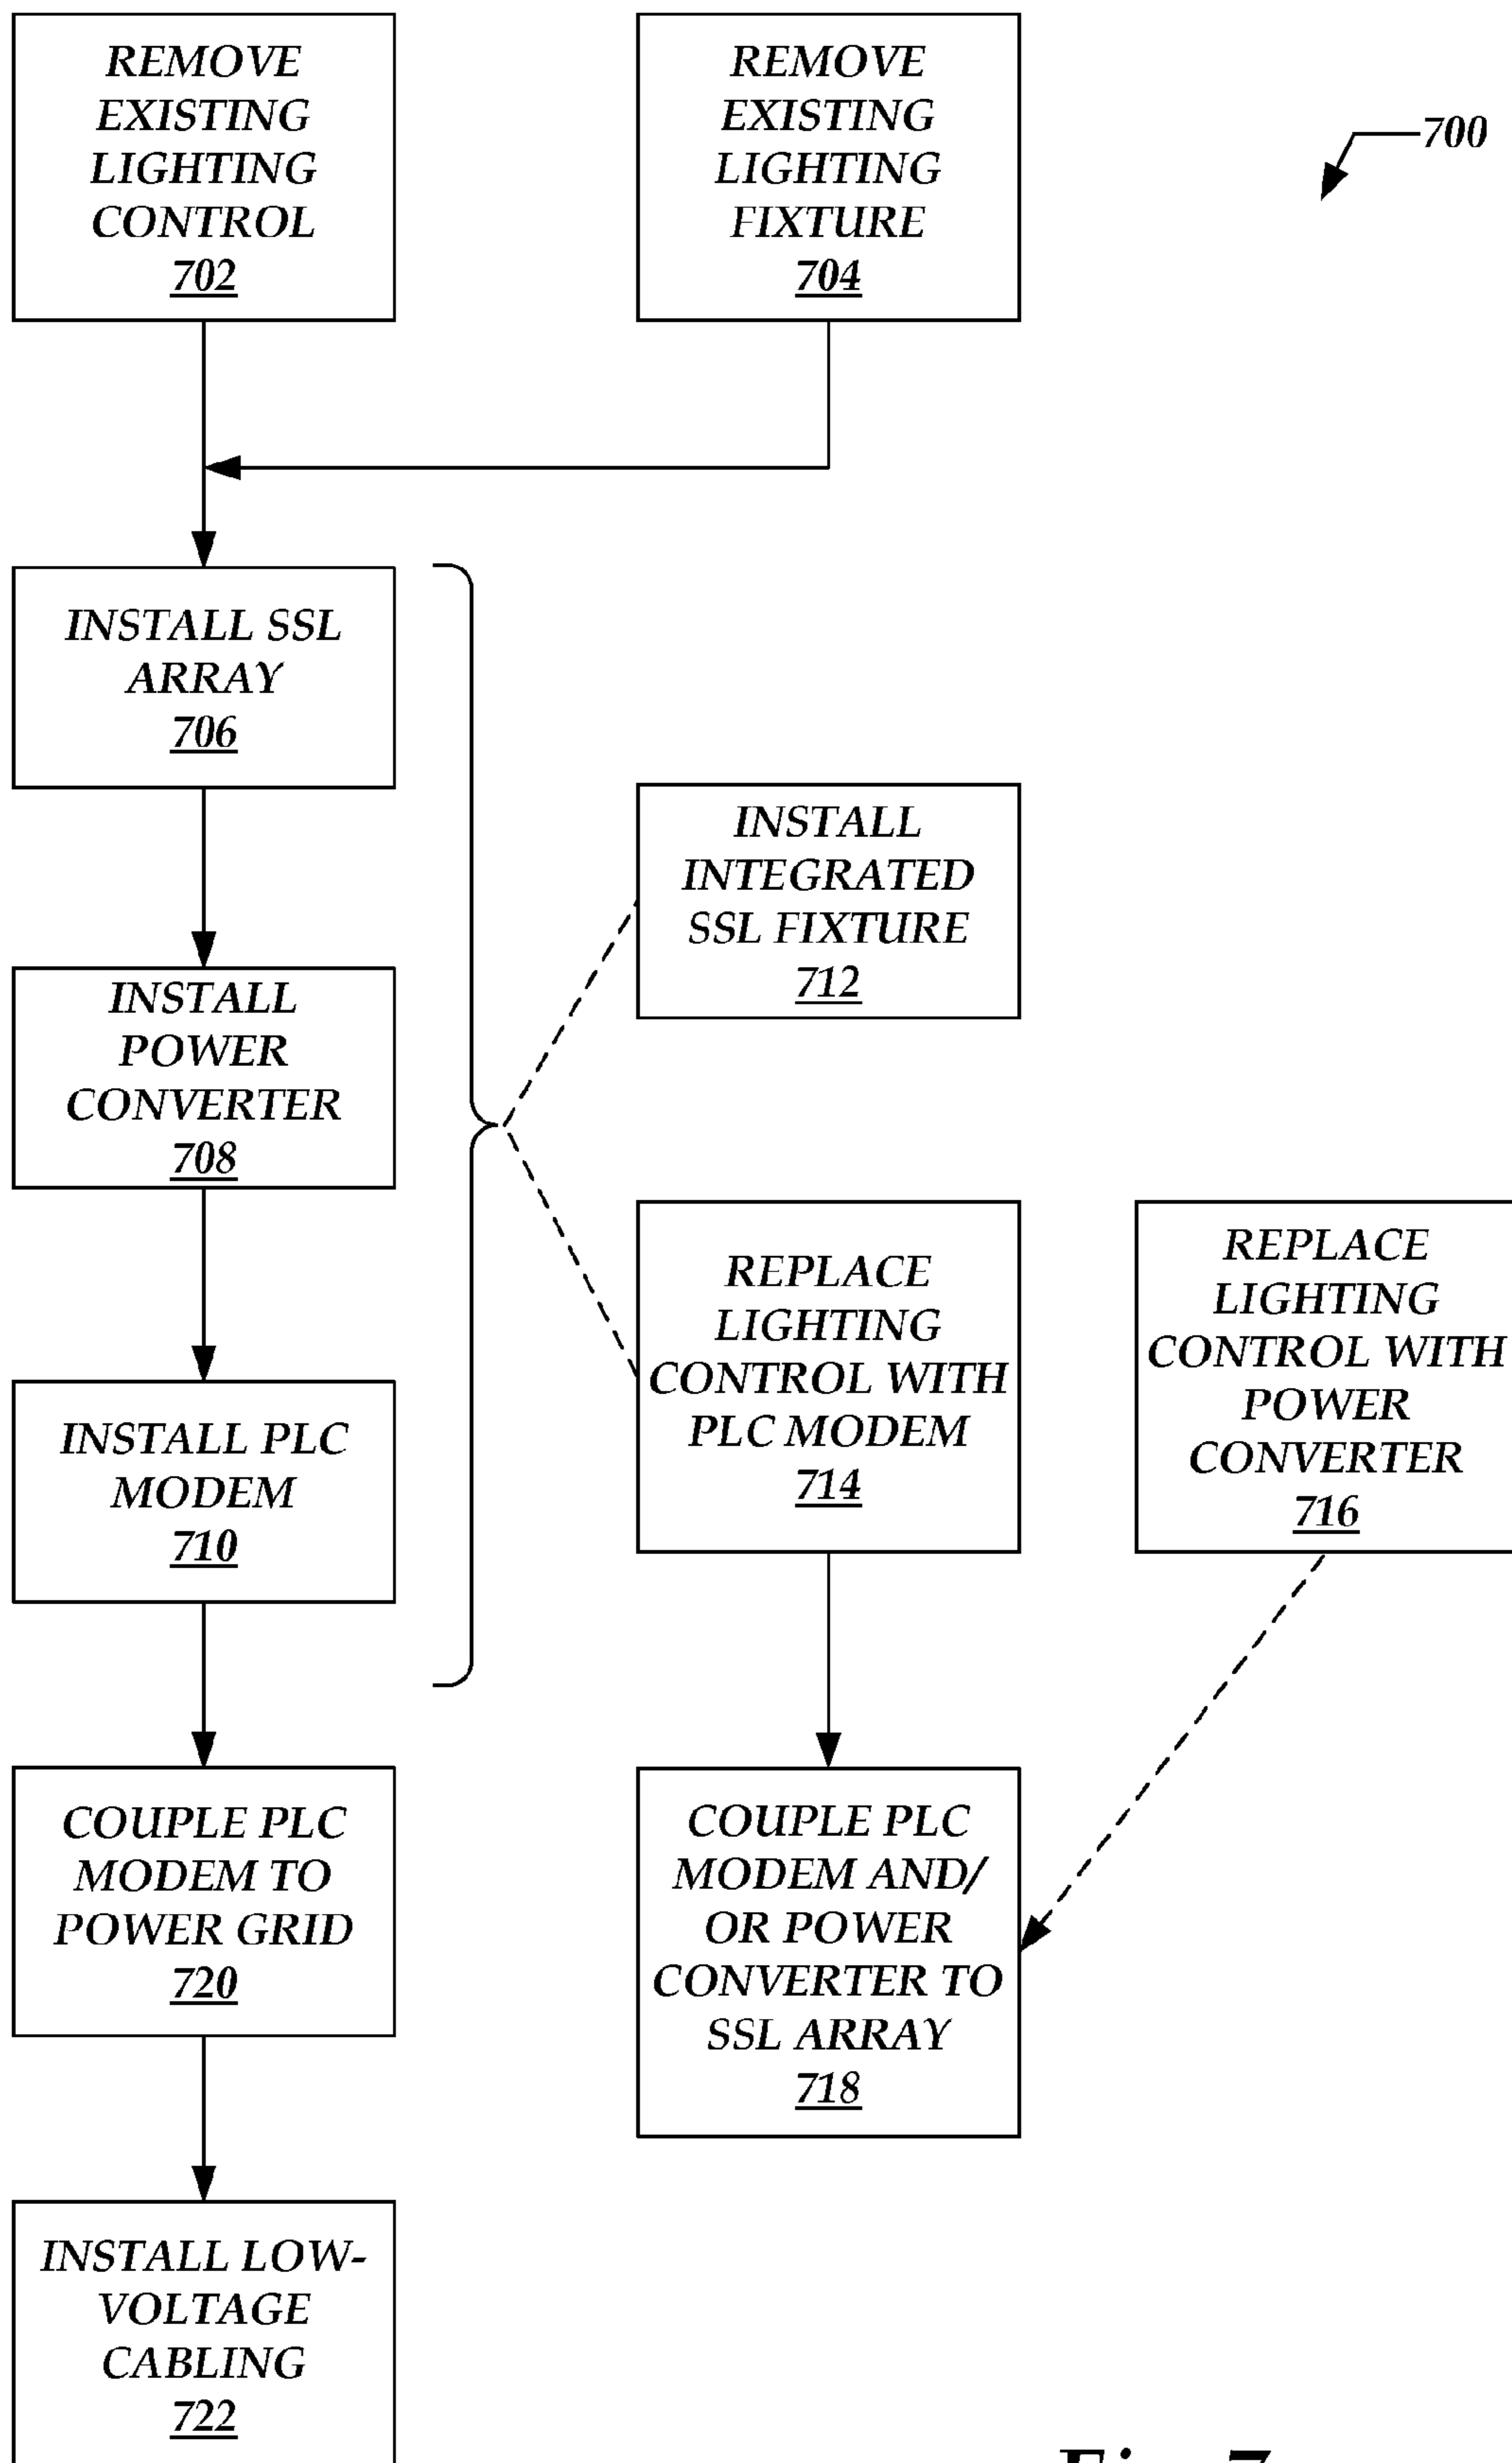 REMOVE
EXISTING
LIGHTING
CONTROL
702
REMOVE
EXISTING
LIGHTING
FIXTURE
704
700
INSTALL SSL
ARRAY
706
INSTALL
POWER
CONVERTER
708
INSTALL PLC
MODEM
710
INSTALL
INTEGRATED
SSL FIXTURE
712
REPLACE
LIGHTING
CONTROL WITH
PLC MODEM
714
REPLACE
LIGHTING
CONTROL WITH
POWER
CONVERTER
716
COUPLE PLC
MODEM TO
POWER GRID
720
COUPLE PLC
MODEM AND/
OR POWER
CONVERTER TO
SSL ARRAY
718
INSTALL LOW-
VOLTAGE
CABLING
722